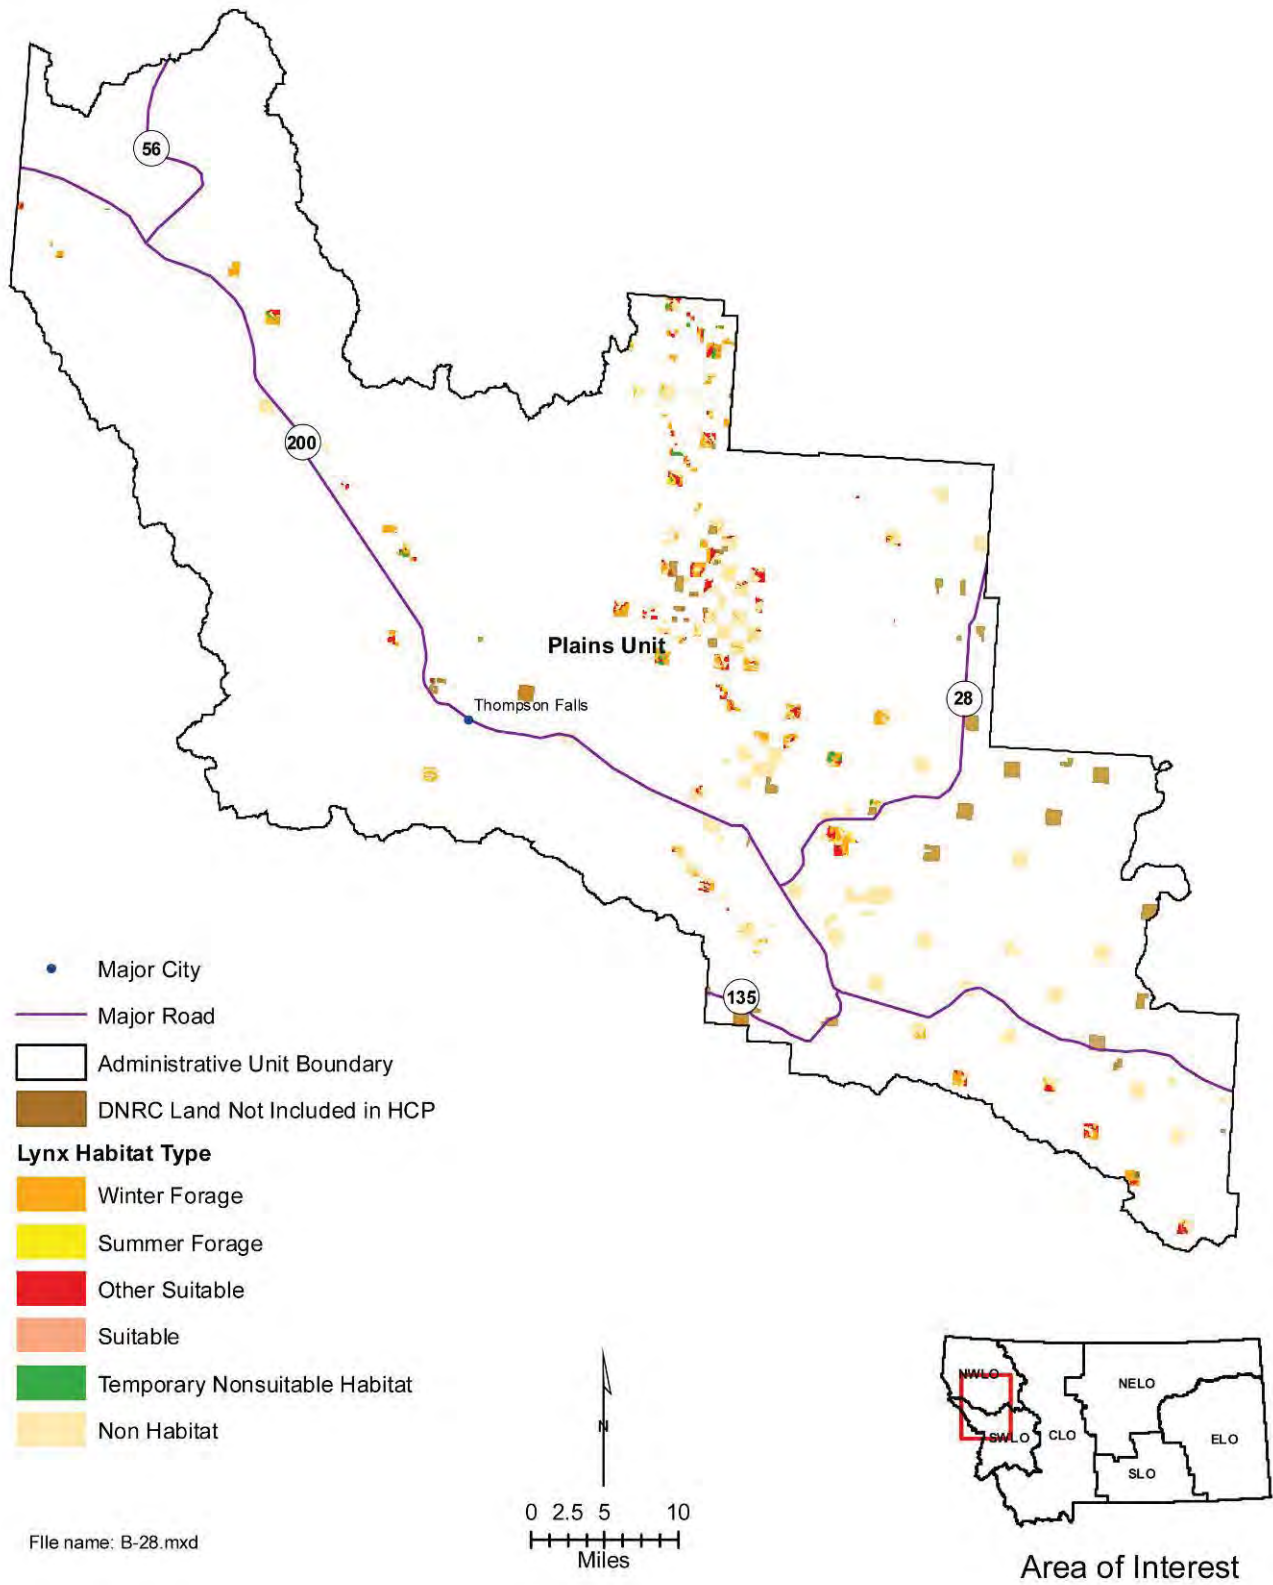 56
200
Plains Unit
28
Thompson Falls
135
Major City
Major Road
Administrative Unit Boundary
DNRC Land Not Included in HCP
Lynx Habitat Type
Winter Forage
Summer Forage
Other Suitable
Suitable
Temporary Nonsuitable Habitat
Non Habitat
N
0 2.5 5 10
Miles
FIle name: B-28.mxd
NWLO
NELO
SWLO
CLO
ELO
SLO
Area of Interest